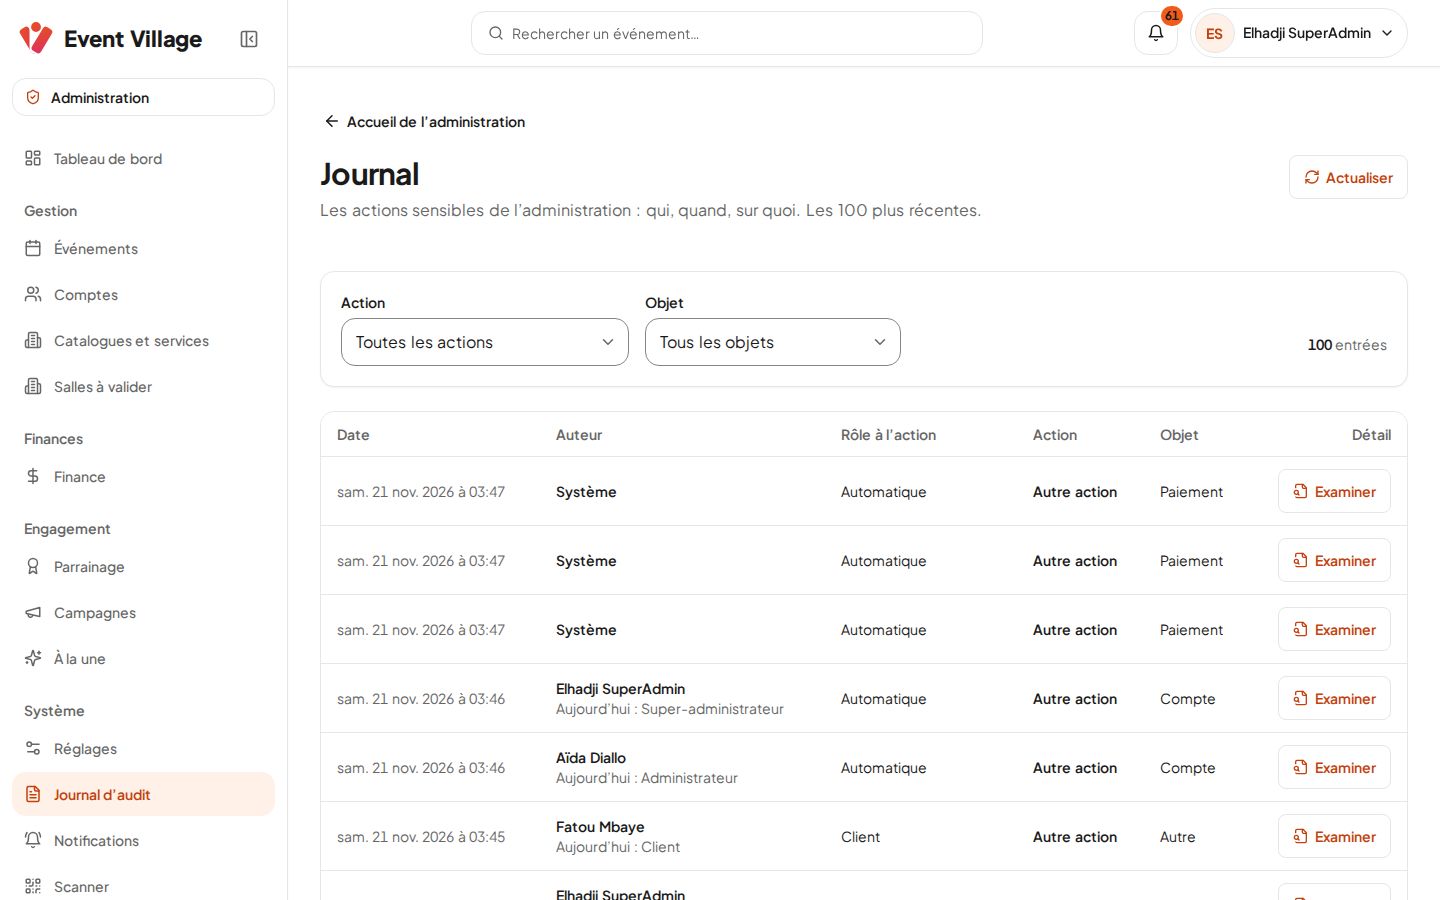 Event Village
Rechercher un événement...
61
ES
Elhadji SuperAdmin
Administration
Tableau de bord
Gestion
Événements
Comptes
Catalogues et services
Salles à valider
Finances
Finance
Engagement
Parrainage
Campagnes
À la une
Système
Réglages
Journal d’audit
Notifications
Scanner
Accueil de l’administration
Journal
Actualiser
Les actions sensibles de l’administration : qui, quand, sur quoi. Les 100 plus récentes.
Action
Objet
Toutes les actions
Tous les objets
100 entrées
Date Auteur Rôle à l’action Action Objet Détail
sam. 21 nov. 2026 à 03:47 Système Automatique Autre action Paiement Examiner
sam. 21 nov. 2026 à 03:47 Système Automatique Autre action Paiement Examiner
sam. 21 nov. 2026 à 03:47 Système Automatique Autre action Paiement Examiner
sam. 21 nov. 2026 à 03:46 Elhadji SuperAdmin Automatique Autre action Compte Examiner
Aujourd’hui : Super-administrateur
sam. 21 nov. 2026 à 03:46 Aïda Diallo Automatique Autre action Compte Examiner
Aujourd’hui : Administrateur
sam. 21 nov. 2026 à 03:45 Fatou Mbaye Client Autre action Autre Examiner
Aujourd’hui : Client
Elhadji SuperAdmin